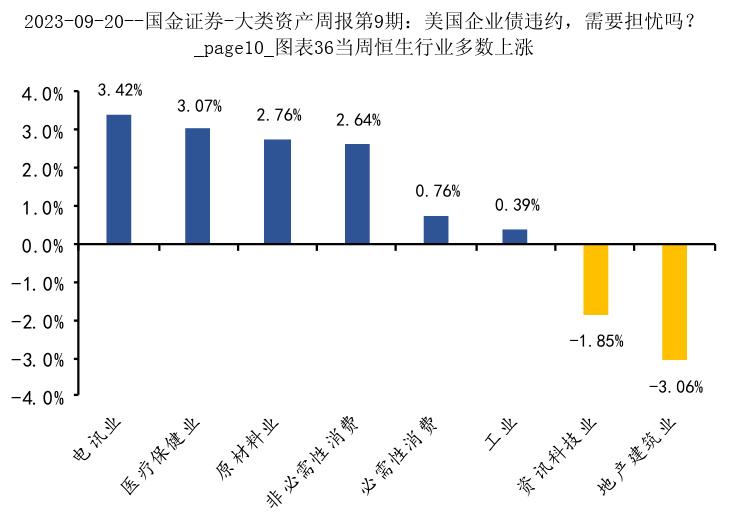 2023-09-20--国金证券-大类资产周报第9期：美国企业债违约，需要担忧吗？
_page10_图表36当周恒生行业多数上涨
4.0%
3.0%
2.0%
1.0%
0.0%
-1.0%
-2.0%
-3.0%
-4.0%
3.42%
3.07%
2.76%
2.64%
0.76%
0.39%
-1.85%
-3.06%
电讯业
医疗保健业
原材料业
非必需性消费
必需性消费
工业
资讯科技业
地产建筑业